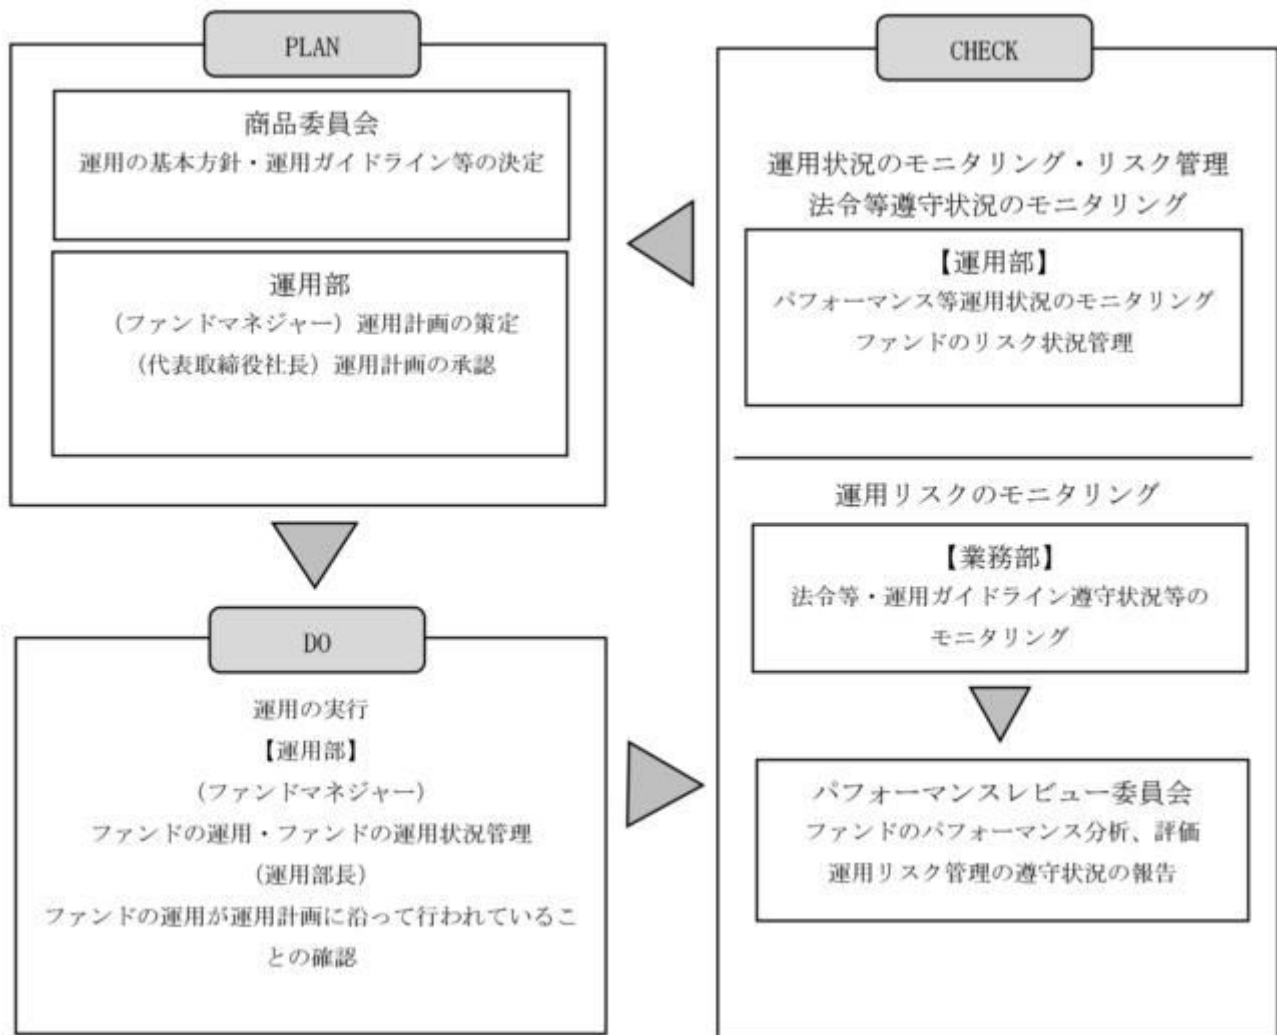 PLAN
商品委員会
運用の基本方針・運用ガイドライン等の決定
運用部
(ファンドマネジャー) 運用計画の策定
(代表取締役社長) 運用計画の承認
DO
運用の実行
【運用部】
(ファンドマネジャー)
ファンドの運用・ファンドの運用状況管理
(運用部長)
ファンドの運用が運用計画に沿って行われているこ
との確認
CHECK
運用状況のモニタリング・リスク管理
法令等遵守状況のモニタリング
【運用部】
パフォーマンス等運用状況のモニタリング
ファンドのリスク状況管理
運用リスクのモニタリング
【業務部】
法令等・運用ガイドライン遵守状況等の
モニタリング
パフォーマンスレビュー委員会
ファンドのパフォーマンス分析、評価
運用リスク管理の遵守状況の報告